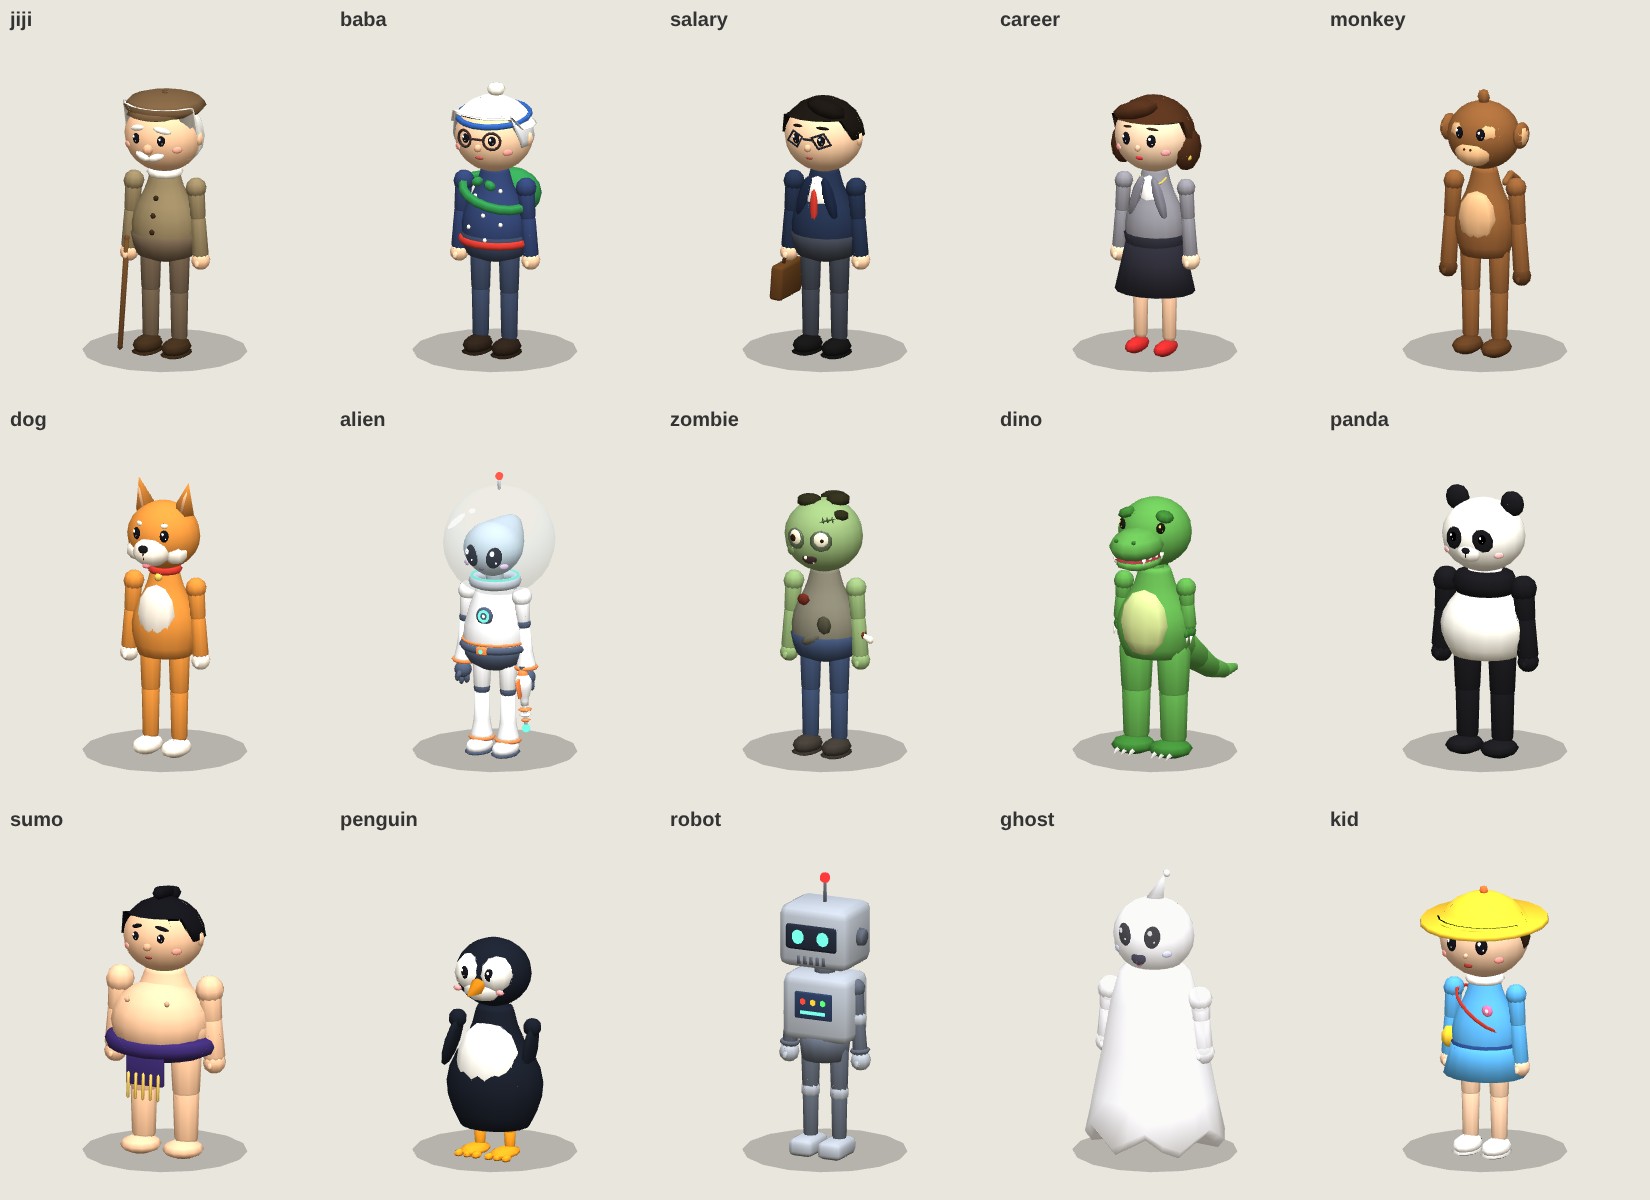 jiji
baba
salary
career
monkey
dog
alien
zombie
dino
panda
sumo
penguin
robot
ghost
kid